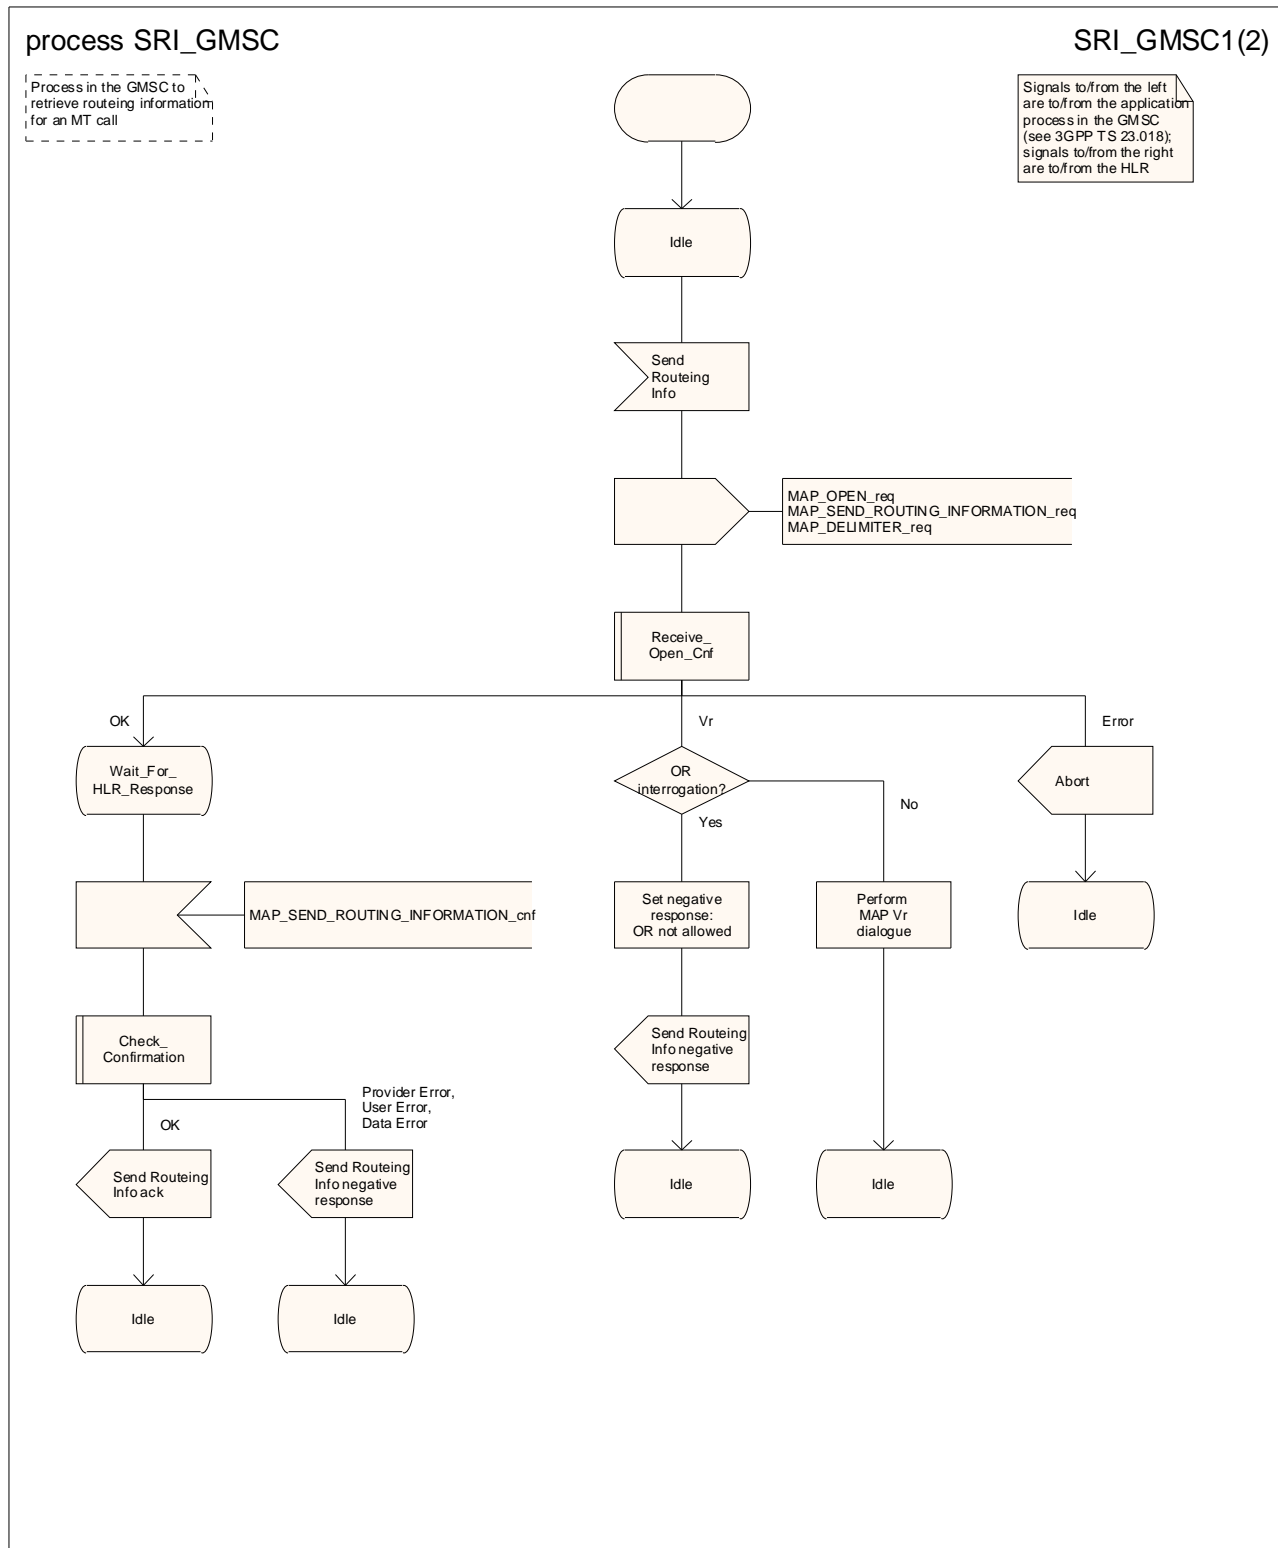 process SRI_GMSC
SRI_GMSC1(2)
Process in the GMSC to
retrieve routeing information
for an MT call
Signals to/from the left
are to/from the application
process in the GMSC
(see 3GPP TS 23.018);
signals to/from the right
are to/from the HLR
Idle
Send
Routeing
Info
MAP_OPEN_req
MAP_SEND_ROUTING_INFORMATION_req
MAP_DELIMITER_req
Receive_
Open_Cnf
OK
Vr
Error
Wait_For_
HLR_Response
OR
interrogation?
Abort
No
Yes
MAP_SEND_ROUTING_INFORMATION_cnf
Set negative
response:
OR not allowed
Perform
MAP Vr
dialogue
Idle
Check_
Confirmation
Send Routeing
Info negative
response
Provider Error,
User Error,
Data Error
OK
Send Routeing
Info ack
Send Routeing
Info negative
response
Idle
Idle
Idle
Idle